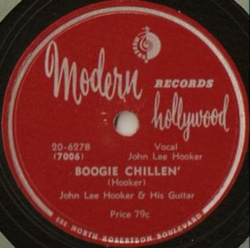 Modern RECORDS
hollywood
20-627B Vocal
(7006) John Lee Hooker
BOOGIE CHILLEN'
(Hooker)
John Lee Hooker & His Guitar
Price 79c
NORTH ROBERTSON BOULEVARD